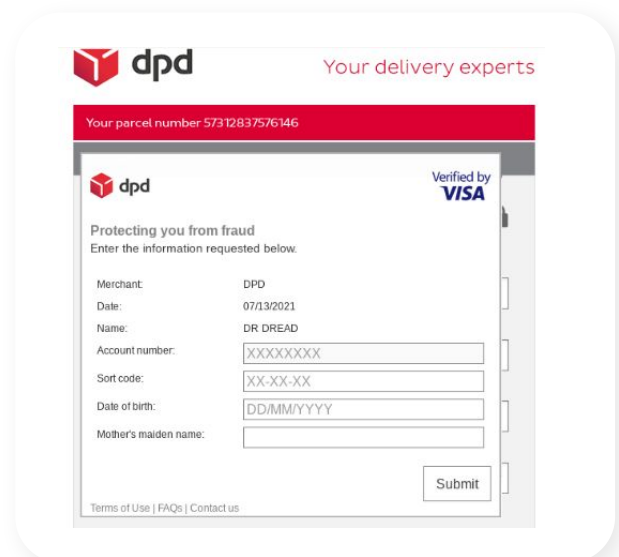 dpd
Your delivery experts
Your parcel number 57312837576146
dpd
Verified by
VISA
Protecting you from fraud
Enter the information requested below.
Merchant: DPD
Date: 07/13/2021
Name: DR DREAD
Account number: XXXXXXXX
Sort code: XX-XX-XX
Date of birth: DD/MM/YYYY
Mother's maiden name:
Submit
Terms of Use | FAQs | Contact us